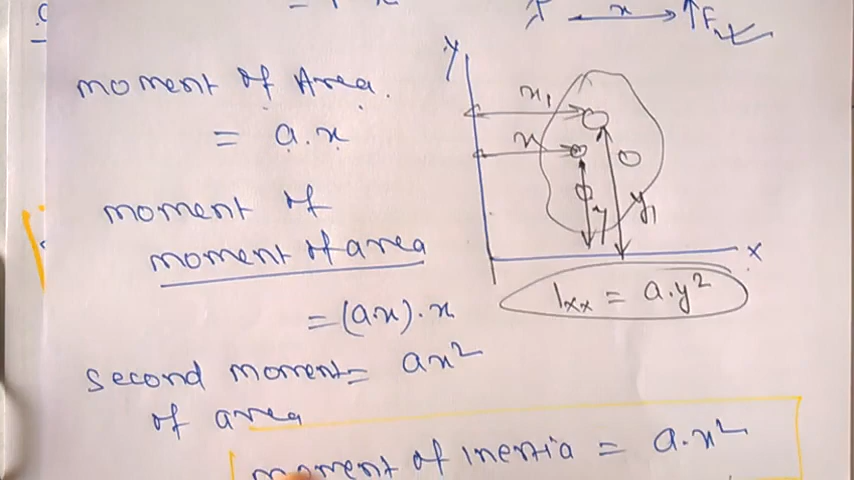 x F
moment of Area.
= a.x
moment of
moment of area
= (ax).x
second moment = ax²
of area
moment of inertia = a.x²
y
x₁
x
y
y₁
x
Ixx = a.y²